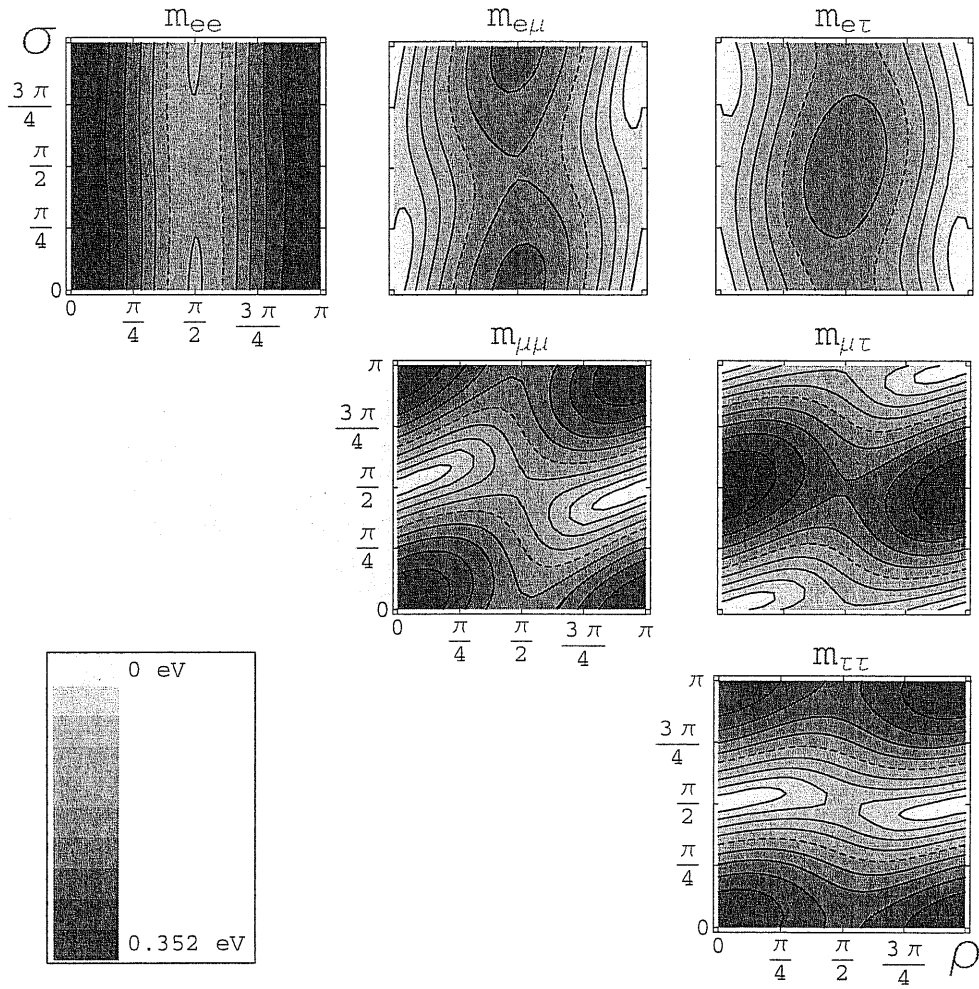 m_ee
m_eμ
m_eτ
σ
3π/4
π/2
π/4
0
0 π/4 π/2 3π/4 π
m_μμ
m_μτ
π
3π/4
π/2
π/4
0
0 π/4 π/2 3π/4 π
m_ττ
π
3π/4
π/2
π/4
0
0 π/4 π/2 3π/4 ρ
0 eV
0.352 eV